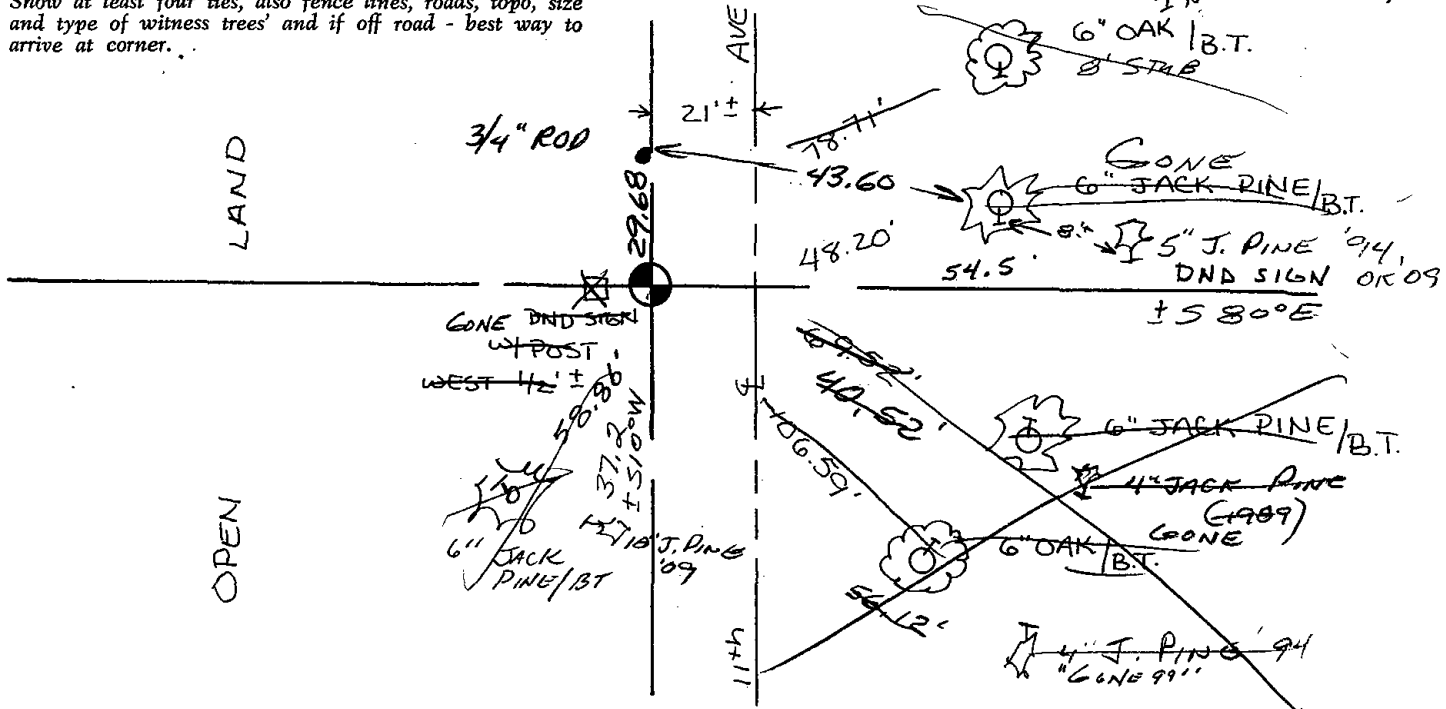 Show at least four ties, also fence lines, roads, topo, size
and type of witness trees' and if off road - best way to
arrive at corner.
AVE
6" OAK / B.T.
8' STUB
21' ±
78.71'
3/4" ROD
LAND
29.68
43.60
GONE
6" JACK PINE / B.T.
8'±
5" J. PINE '94
DND SIGN OK '09
48.20'
54.5'
± S 80° E
GONE DND SIGN
W/ POST
WEST 1/2' ±
69.52'
40.52'
℄
58.86'
37.2
± S10°W
106.59'
6" JACK PINE / B.T.
4" JACK PINE
(1989)
GONE
6" OAK / B.T.
6" JACK
PINE/BT
10" J. PINE
'09
OPEN
56.12'
11th
4" J. PINE '94
"GONE 99"